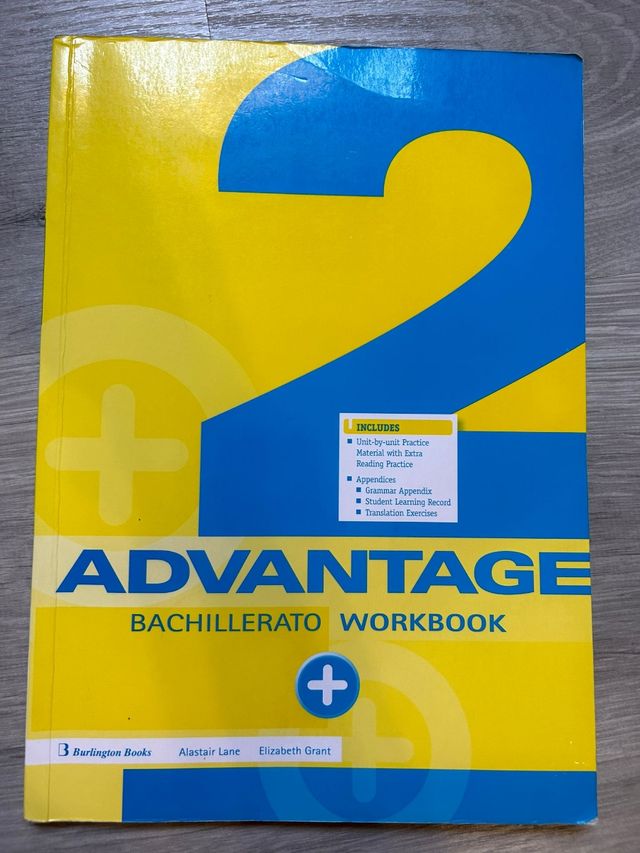 2
INCLUDES
Unit-by-unit Practice
Material with Extra
Reading Practice
Appendices
Grammar Appendix
Student Learning Record
Translation Exercises
ADVANTAGE
BACHILLERATO WORKBOOK
+
B Burlington Books Alastair Lane Elizabeth Grant